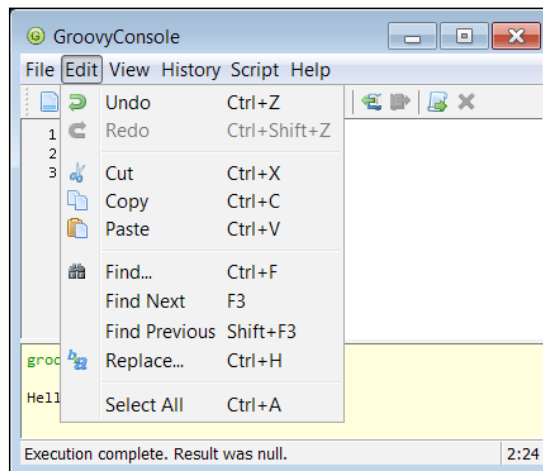 GroovyConsole
File Edit View History Script Help
Undo Ctrl+Z
Redo Ctrl+Shift+Z
1
2
3
Cut Ctrl+X
Copy Ctrl+C
Paste Ctrl+V
Find... Ctrl+F
Find Next F3
Find Previous Shift+F3
Replace... Ctrl+H
Select All Ctrl+A
groo
Hell
Execution complete. Result was null. 2:24